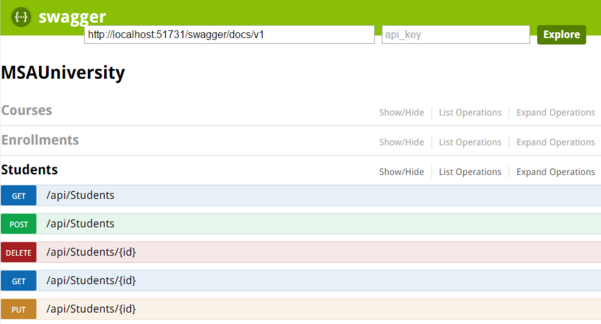 {···} swagger
http://localhost:51731/swagger/docs/v1 api_key Explore
MSAUniversity
Courses Show/Hide List Operations Expand Operations
Enrollments Show/Hide List Operations Expand Operations
Students Show/Hide List Operations Expand Operations
GET /api/Students
POST /api/Students
DELETE /api/Students/{id}
GET /api/Students/{id}
PUT /api/Students/{id}